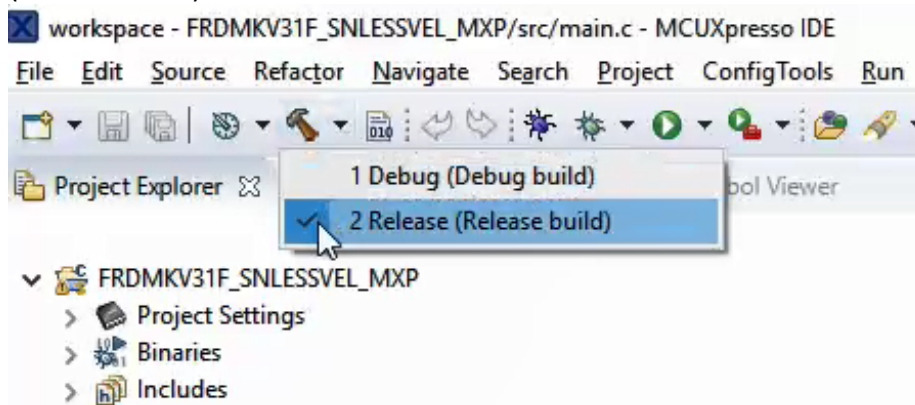 workspace - FRDMKV31F_SNLESSVEL_MXP/src/main.c - MCUXpresso IDE
File Edit Source Refactor Navigate Search Project ConfigTools Run
010
1 Debug (Debug build)
Project Explorer bol Viewer
2 Release (Release build)
FRDMKV31F_SNLESSVEL_MXP
Project Settings
Binaries
Includes